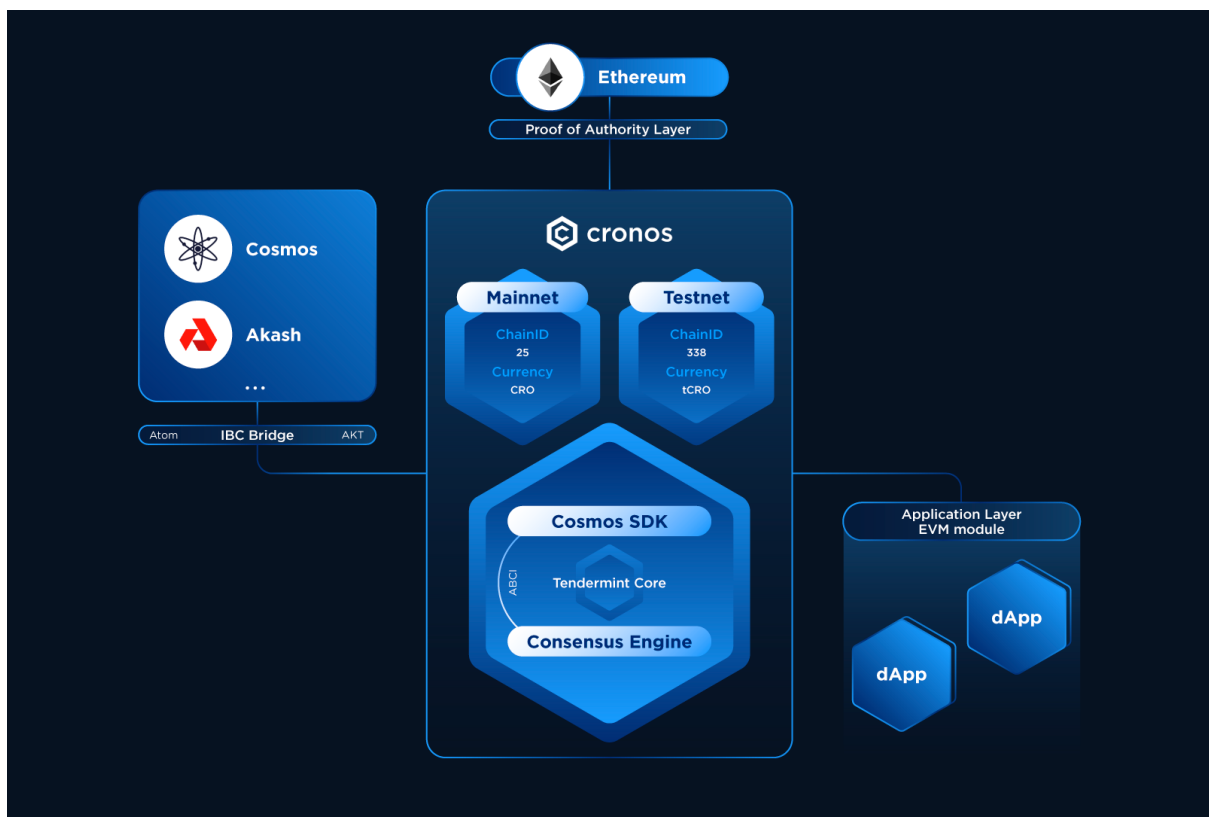 Ethereum
Proof of Authority Layer
Cosmos
Akash
...
Atom IBC Bridge AKT
cronos
Mainnet
ChainID
25
Currency
CRO
Testnet
ChainID
338
Currency
tCRO
Cosmos SDK
ABCI
Tendermint Core
Consensus Engine
Application Layer
EVM module
dApp
dApp